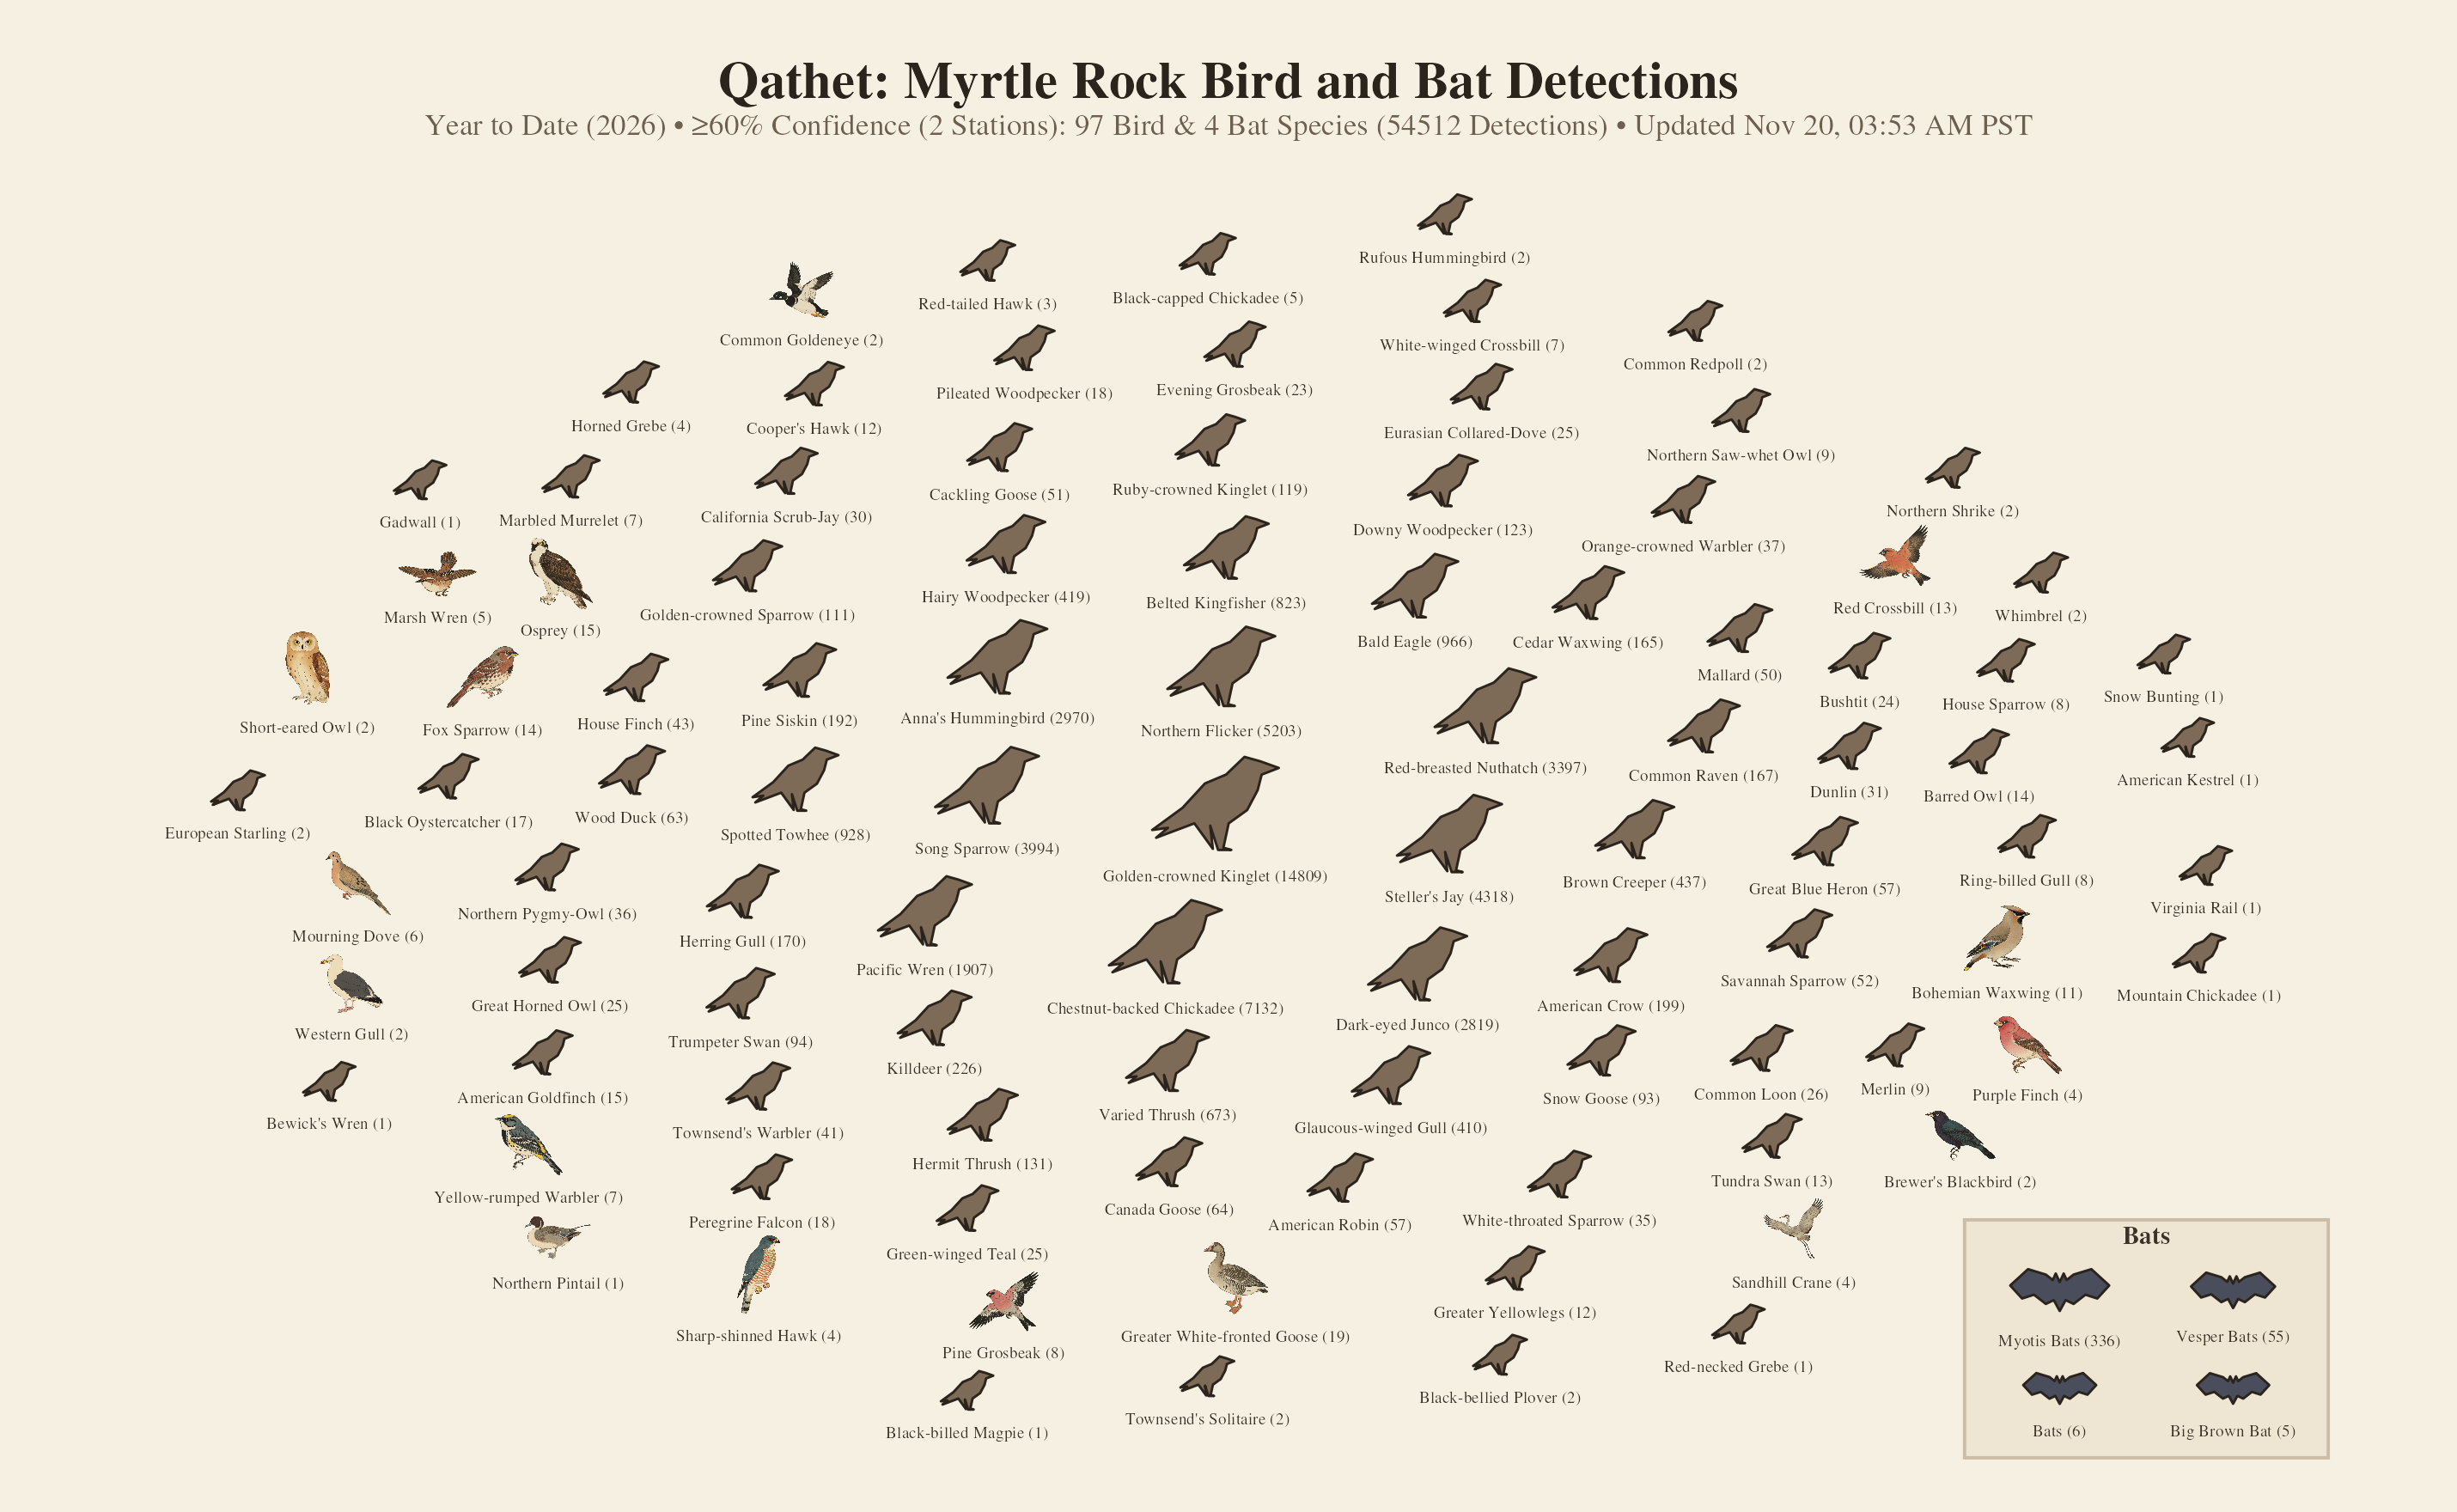 Qathet: Myrtle Rock Bird and Bat Detections
Year to Date (2026) • ≥60% Confidence (2 Stations): 97 Bird & 4 Bat Species (54512 Detections) • Updated Nov 20, 03:53 AM PST
Rufous Hummingbird (2)
Red-tailed Hawk (3)
Black-capped Chickadee (5)
Common Goldeneye (2)
White-winged Crossbill (7)
Common Redpoll (2)
Pileated Woodpecker (18)
Evening Grosbeak (23)
Horned Grebe (4)
Cooper's Hawk (12)
Eurasian Collared-Dove (25)
Northern Saw-whet Owl (9)
Cackling Goose (51)
Ruby-crowned Kinglet (119)
Gadwall (1)
Marbled Murrelet (7)
California Scrub-Jay (30)
Northern Shrike (2)
Downy Woodpecker (123)
Orange-crowned Warbler (37)
Hairy Woodpecker (419)
Belted Kingfisher (823)
Marsh Wren (5)
Osprey (15)
Golden-crowned Sparrow (111)
Red Crossbill (13)
Whimbrel (2)
Bald Eagle (966)
Cedar Waxwing (165)
Mallard (50)
Bushtit (24)
House Sparrow (8)
Snow Bunting (1)
Short-eared Owl (2)
Fox Sparrow (14)
House Finch (43)
Pine Siskin (192)
Anna's Hummingbird (2970)
Northern Flicker (5203)
Red-breasted Nuthatch (3397)
Common Raven (167)
Dunlin (31)
Barred Owl (14)
American Kestrel (1)
European Starling (2)
Black Oystercatcher (17)
Wood Duck (63)
Spotted Towhee (928)
Song Sparrow (3994)
Golden-crowned Kinglet (14809)
Steller's Jay (4318)
Brown Creeper (437)
Great Blue Heron (57)
Ring-billed Gull (8)
Virginia Rail (1)
Mourning Dove (6)
Northern Pygmy-Owl (36)
Herring Gull (170)
Pacific Wren (1907)
Chestnut-backed Chickadee (7132)
Dark-eyed Junco (2819)
American Crow (199)
Savannah Sparrow (52)
Bohemian Waxwing (11)
Mountain Chickadee (1)
Western Gull (2)
Great Horned Owl (25)
Trumpeter Swan (94)
Killdeer (226)
Varied Thrush (673)
Glaucous-winged Gull (410)
Snow Goose (93)
Common Loon (26)
Merlin (9)
Purple Finch (4)
Bewick's Wren (1)
American Goldfinch (15)
Townsend's Warbler (41)
Hermit Thrush (131)
Canada Goose (64)
American Robin (57)
White-throated Sparrow (35)
Tundra Swan (13)
Brewer's Blackbird (2)
Yellow-rumped Warbler (7)
Peregrine Falcon (18)
Green-winged Teal (25)
Northern Pintail (1)
Sharp-shinned Hawk (4)
Pine Grosbeak (8)
Greater White-fronted Goose (19)
Greater Yellowlegs (12)
Sandhill Crane (4)
Red-necked Grebe (1)
Black-bellied Plover (2)
Townsend's Solitaire (2)
Black-billed Magpie (1)
Bats
Myotis Bats (336)
Vesper Bats (55)
Bats (6)
Big Brown Bat (5)